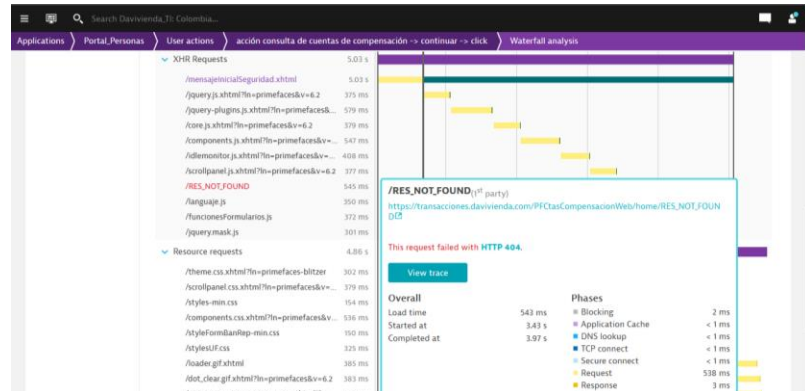 Search Davivienda_TI: Colombia...
Applications
Portal_Personas
User actions
acción consulta de cuentas de compensación -> continuar -> click
Waterfall analysis
XHR Requests 5.03 s
/mensajeinicialSeguridad.xhtml 5.03 s
/jquery.js.xhtml?ln=primefaces&v=6.2 375 ms
/jquery-plugins.js.xhtml?ln=primefaces&... 579 ms
/core.js.xhtml?ln=primefaces&v=6.2 379 ms
/components.js.xhtml?ln=primefaces&v=... 547 ms
/idlemonitor.js.xhtml?ln=primefaces&v=... 408 ms
/scrollpanel.js.xhtml?ln=primefaces&v=6.2 377 ms
/RES_NOT_FOUND 545 ms
/languaje.js 350 ms
/funcionesFormularios.js 372 ms
/jquery.mask.js 301 ms
Resource requests 4.86 s
/theme.css.xhtml?ln=primefaces-blitzer 302 ms
/scrollpanel.css.xhtml?ln=primefaces&v=... 379 ms
/styles-min.css 154 ms
/components.css.xhtml?ln=primefaces&v... 536 ms
/styleFormBanRep-min.css 150 ms
/stylesUF.css 325 ms
/loader.gif.xhtml 385 ms
/dot_clear.gif.xhtml?ln=primefaces&v=6.2 383 ms
/RES_NOT_FOUND (1st party)
https://transacciones.davivienda.com/PFCtasCompensacionWeb/home/RES_NOT_FOUN
D
This request failed with HTTP 404.
View trace
Overall
Load time 543 ms
Started at 3.43 s
Completed at 3.97 s
Phases
Blocking 2 ms
Application Cache < 1 ms
DNS lookup < 1 ms
TCP connect < 1 ms
Secure connect < 1 ms
Request 538 ms
Response 3 ms